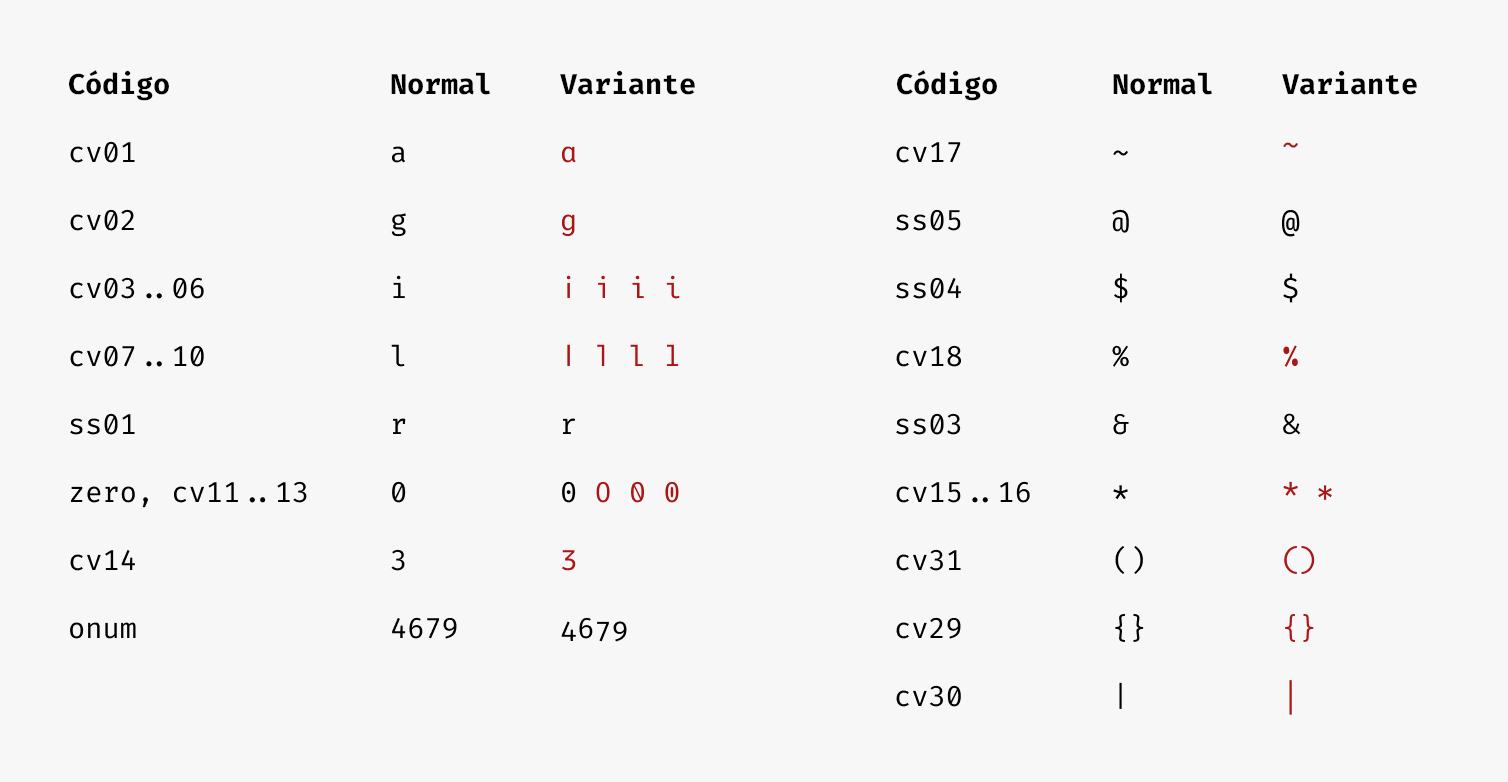 Código Normal Variante
cv01 a ɑ
cv02 g g
cv03..06 i i i i i
cv07..10 l l l l l
ss01 r r
zero, cv11..13 0 0 0 0 0
cv14 3 3
onum 4679 4679
Código Normal Variante
cv17 ~ ~
ss05 @ @
ss04 $ $
cv18 % %
ss03 & &
cv15..16 * * *
cv31 () ()
cv29 {} {}
cv30 | |